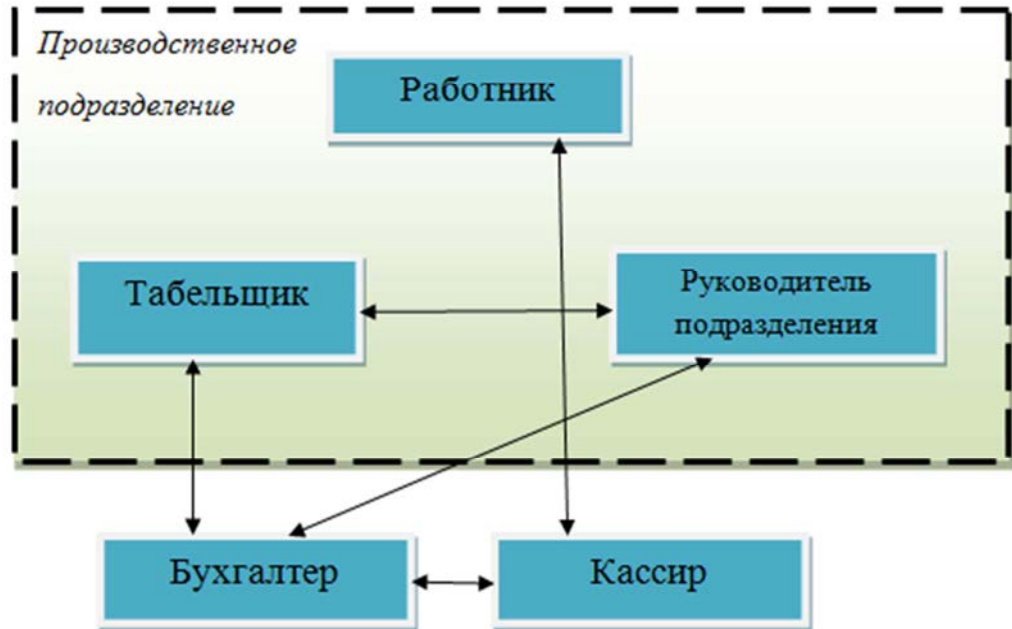 Производственное
подразделение
Работник
Табельщик
Руководитель
подразделения
Бухгалтер
Кассир